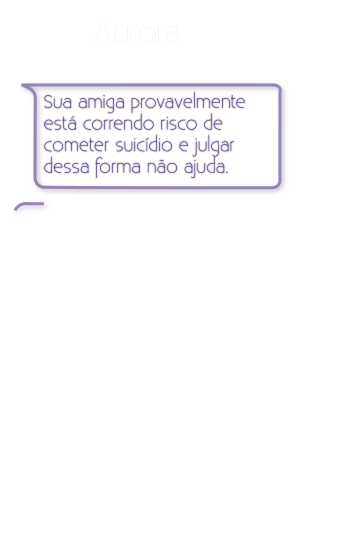 Aurora
Sua amiga provavelmente
está correndo risco de
cometer suicídio e julgar
dessa forma não ajuda.